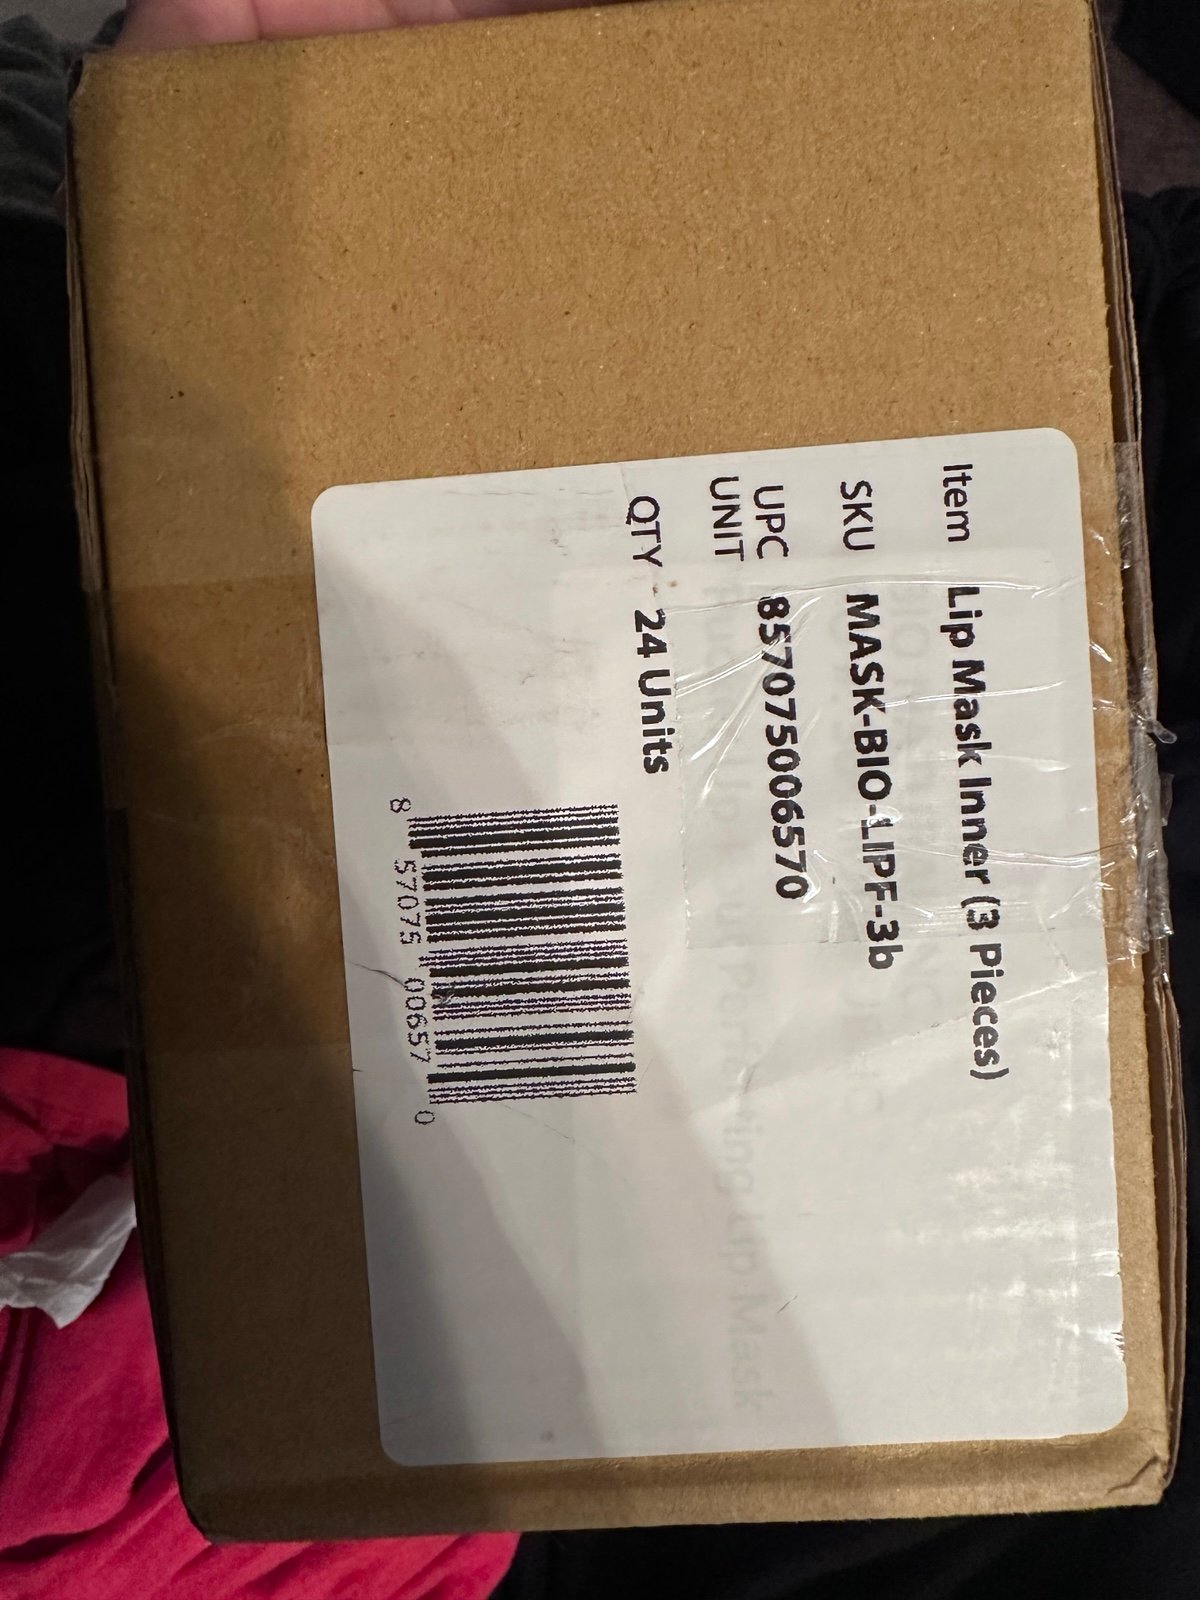 Item Lip Mask Inner (3 Pieces)
SKU MASK-BIO-LIPF-3b
UPC 857075006570
UNIT
QTY 24 Units
8 57075 00657 0